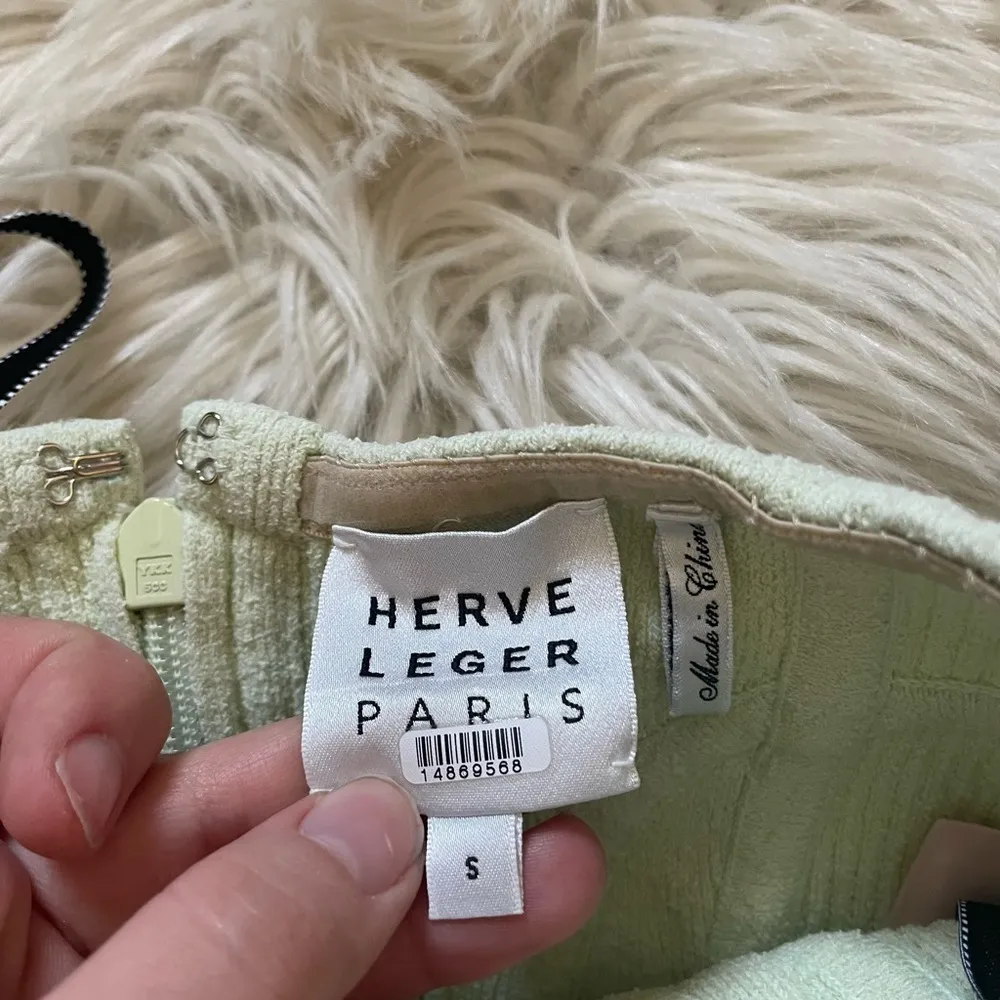 HERVE
LEGER
PARIS
14869568
S
Made in China
YKK